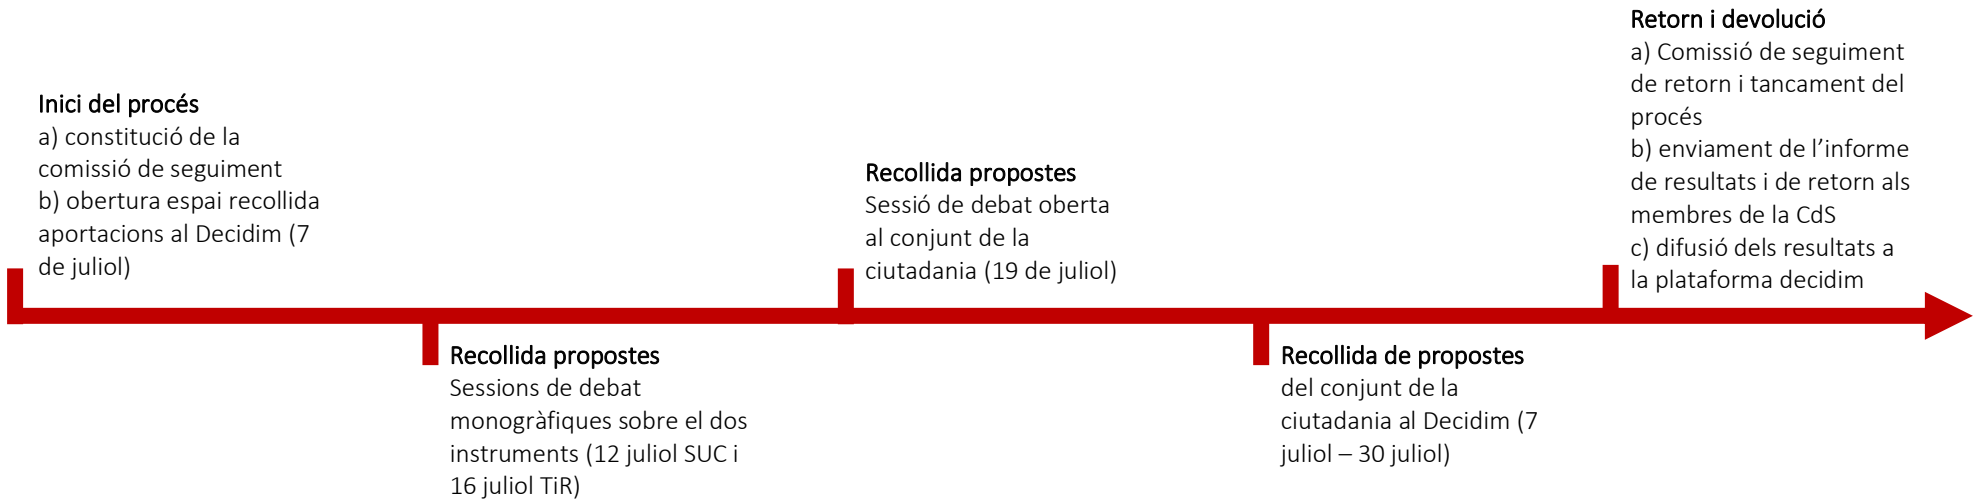 Inici del procés
a) constitució de la
comissió de seguiment
b) obertura espai recollida
aportacions al Decidim (7
de juliol)
Recollida propostes
Sessions de debat
monogràfiques sobre el dos
instruments (12 juliol SUC i
16 juliol TiR)
Recollida propostes
Sessió de debat oberta
al conjunt de la
ciutadania (19 de juliol)
Recollida de propostes
del conjunt de la
ciutadania al Decidim (7
juliol – 30 juliol)
Retorn i devolució
a) Comissió de seguiment
de retorn i tancament del
procés
b) enviament de l’informe
de resultats i de retorn als
membres de la CdS
c) difusió dels resultats a
la plataforma decidim